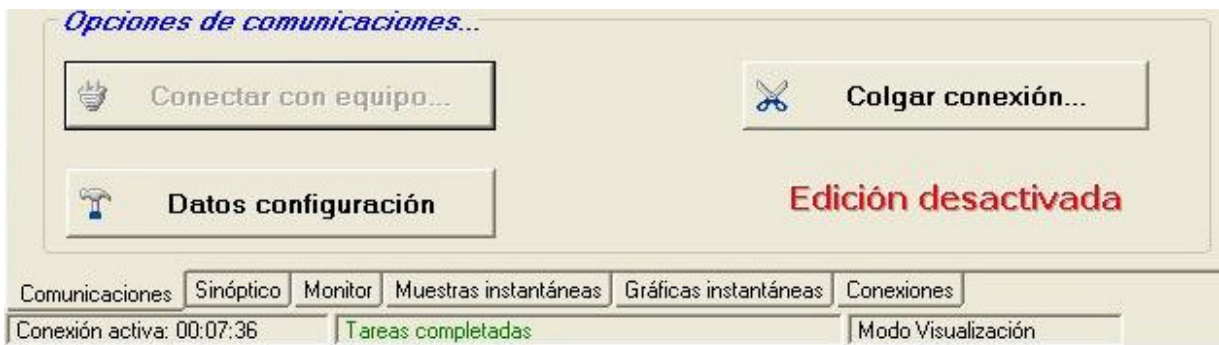 Opciones de comunicaciones...
Conectar con equipo...
Colgar conexión...
Datos configuración
Edición desactivada
Comunicaciones Sinóptico Monitor Muestras instantáneas Gráficas instantáneas Conexiones
Conexión activa: 00:07:36 Tareas completadas Modo Visualización